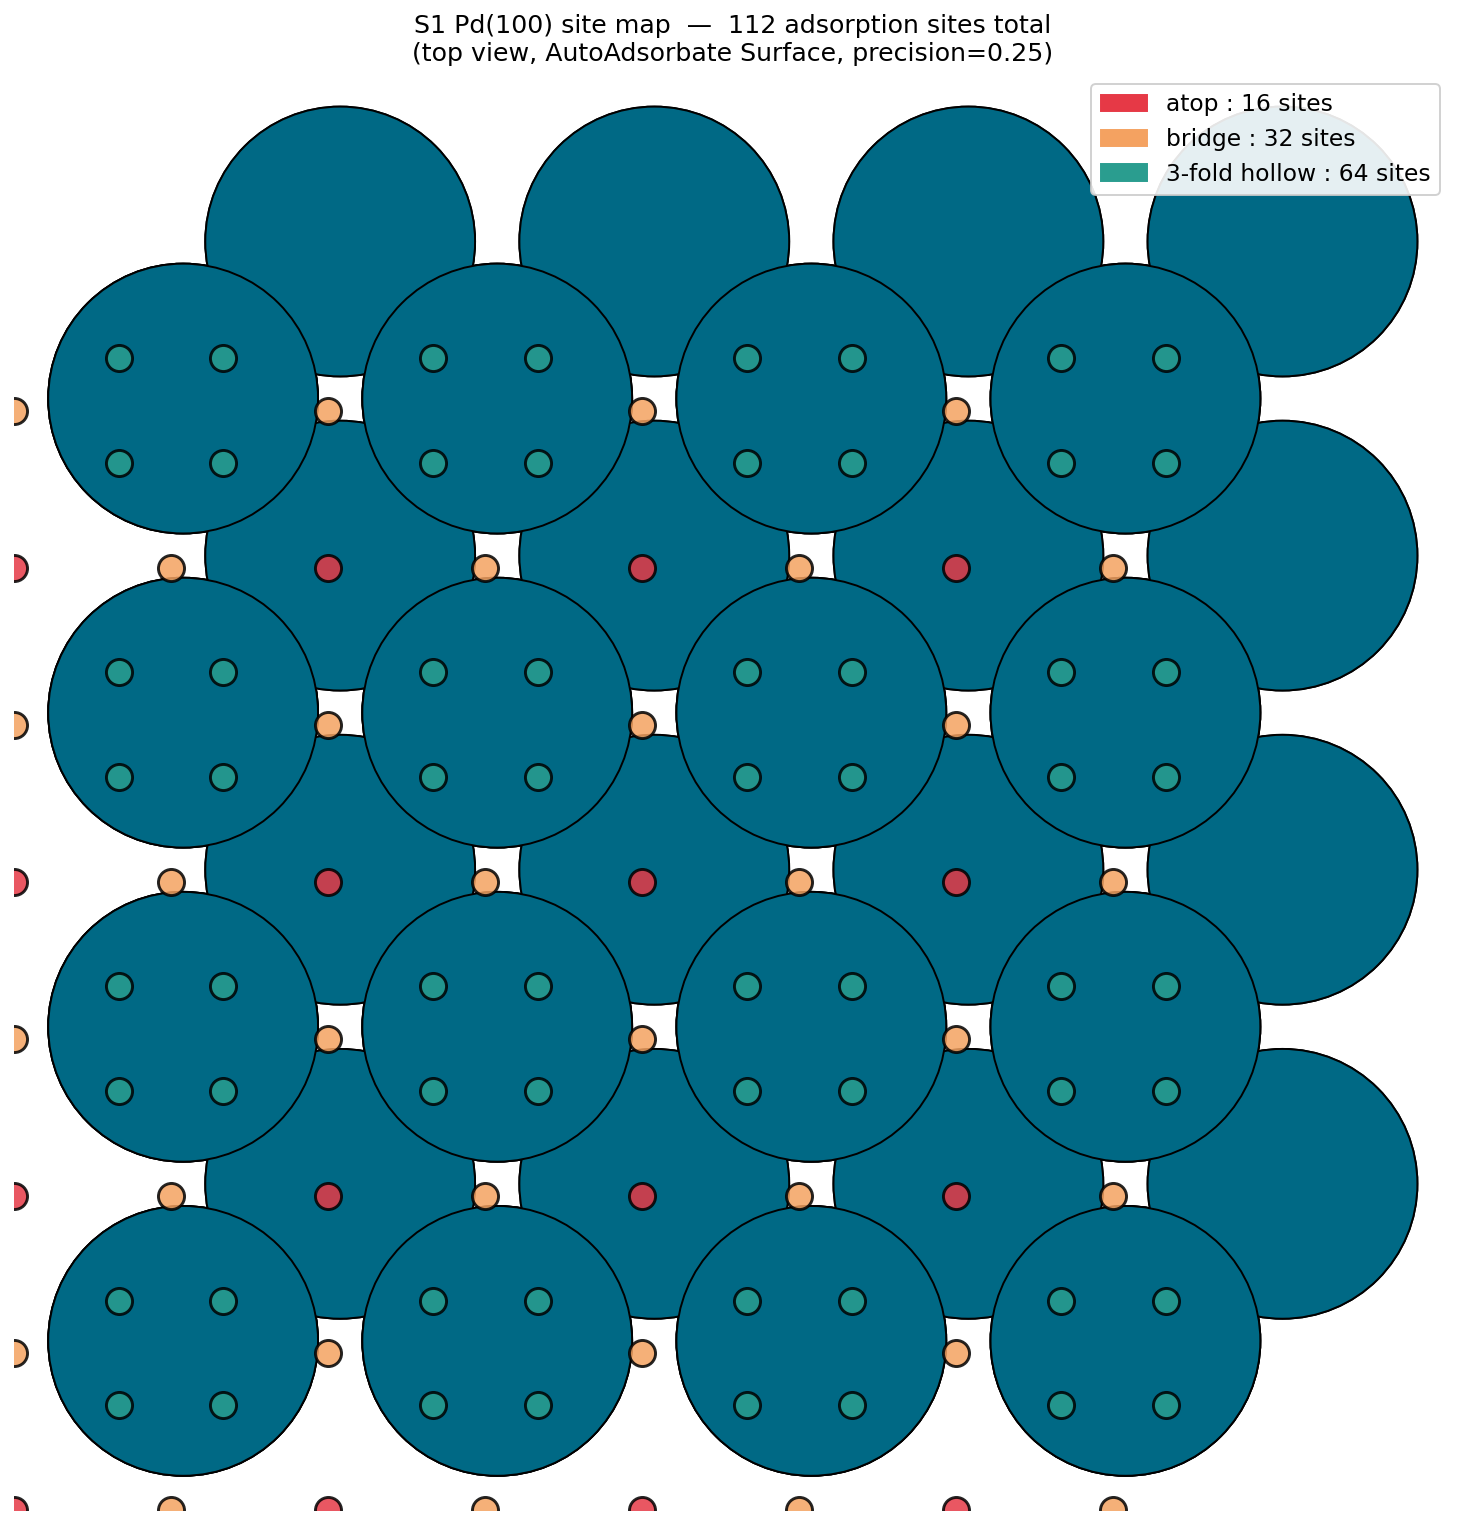 S1 Pd(100) site map  —  112 adsorption sites total
(top view, AutoAdsorbate Surface, precision=0.25)
atop : 16 sites
bridge : 32 sites
3-fold hollow : 64 sites